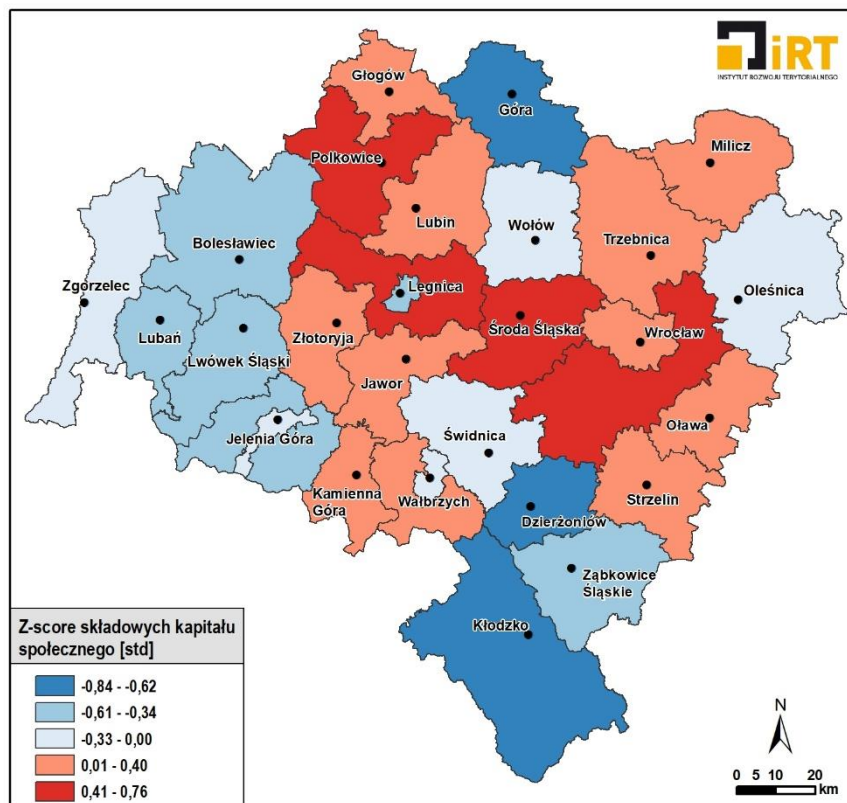 iRT
INSTYTUT ROZWOJU TERYTORIALNEGO
Głogów
Góra
Milicz
Polkowice
Lubin
Wołów
Trzebnica
Bolesławiec
Zgorzelec
Legnica
Oleśnica
Lubań
Złotoryja
Środa Śląska
Wrocław
Lwówek Śląski
Jawor
Oława
Jelenia Góra
Świdnica
Kamienna
Góra
Wałbrzych
Strzelin
Dzierżoniów
Ząbkowice
Śląskie
Kłodzko
Z-score składowych kapitału
społecznego [std]
-0,84 - -0,62
-0,61 - -0,34
-0,33 - 0,00
0,01 - 0,40
0,41 - 0,76
N
0 5 10 20
km